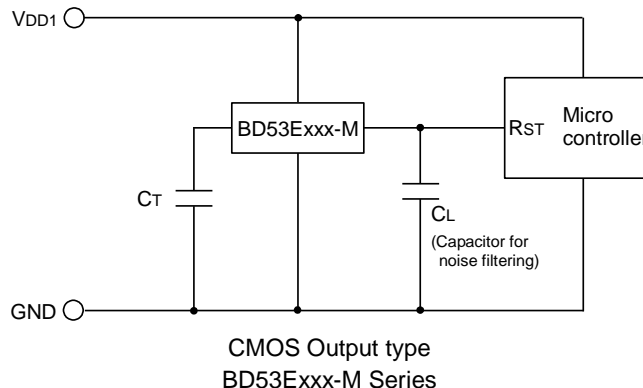 VDD1
BD53Exxx-M
RST
Micro
controller
CT
CL
(Capacitor for
noise filtering)
GND
CMOS Output type
BD53Exxx-M Series